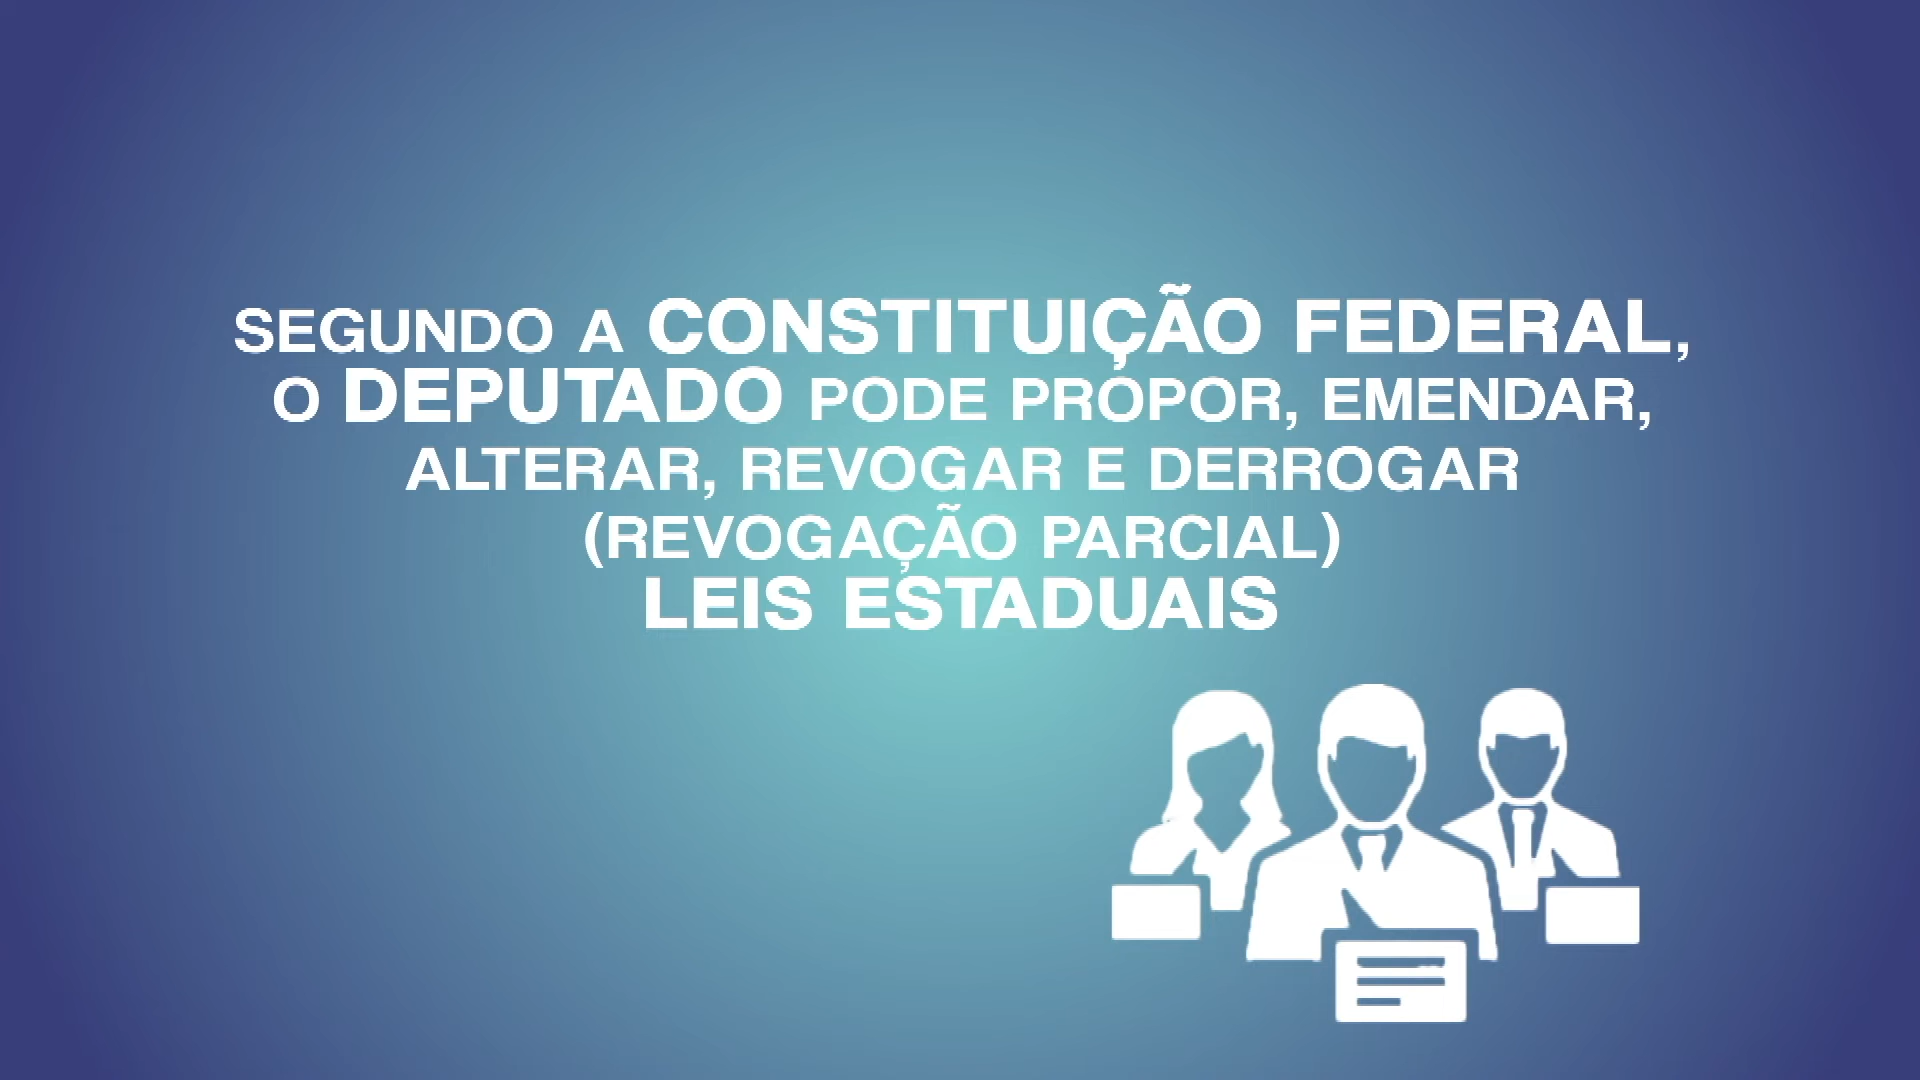 SEGUNDO A CONSTITUIÇÃO FEDERAL,
O DEPUTADO PODE PROPOR, EMENDAR,
ALTERAR, REVOGAR E DERROGAR
(REVOGAÇÃO PARCIAL)
LEIS ESTADUAIS